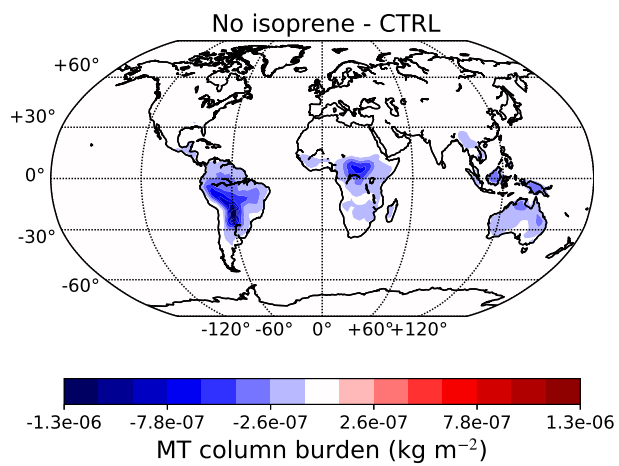 No isoprene - CTRL
+60°
+30°
0°
-30°
-60°
-120° -60° 0° +60° +120°
-1.3e-06 -7.8e-07 -2.6e-07 2.6e-07 7.8e-07 1.3e-06
MT column burden (kg m⁻²)